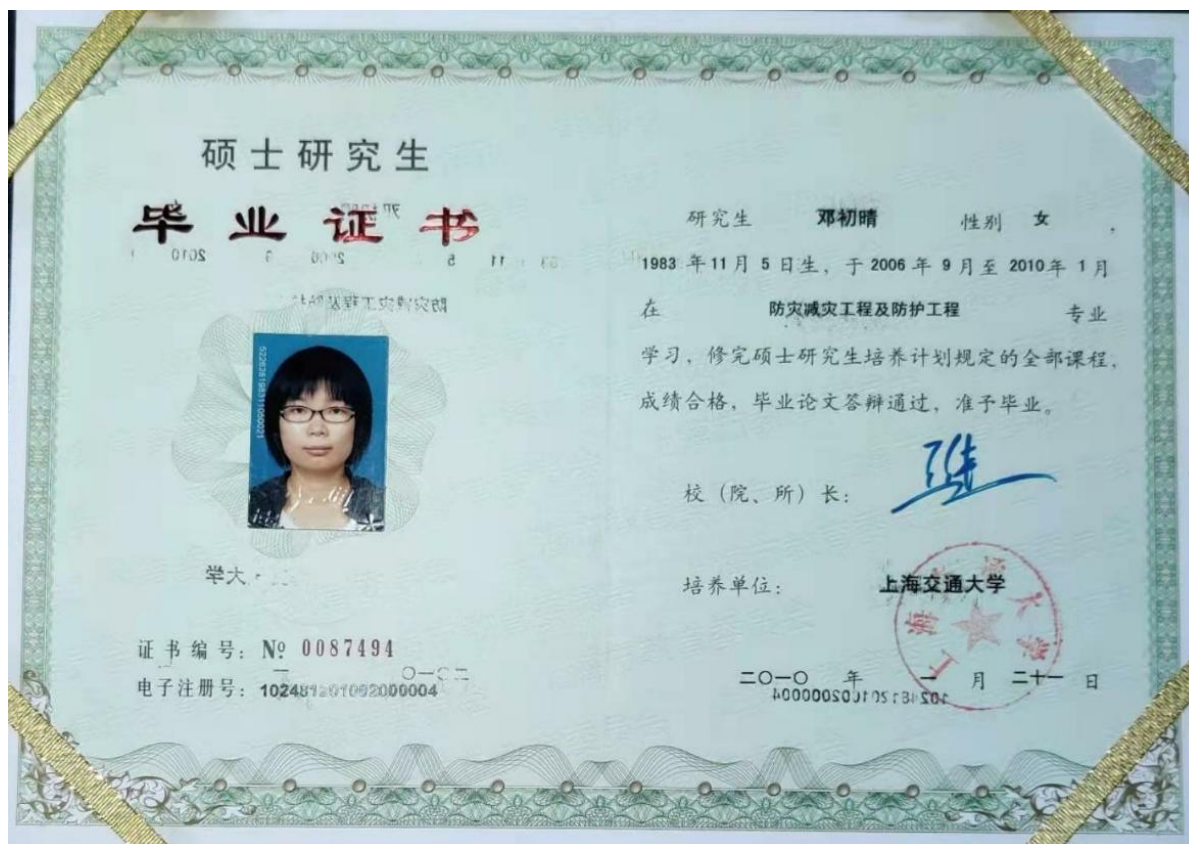 硕士研究生
毕业证书
证书编号: № 0087494
电子注册号: 102481201002000004
研究生 邓初晴 性别 女,
1983 年 11 月 5 日生, 于 2006 年 9 月至 2010 年 1 月
在 防灾减灾工程及防护工程 专业
学习, 修完硕士研究生培养计划规定的全部课程,
成绩合格, 毕业论文答辩通过, 准予毕业。
校 (院、所) 长:
培养单位: 上海交通大学
二〇一〇 年 一 月 二十一 日